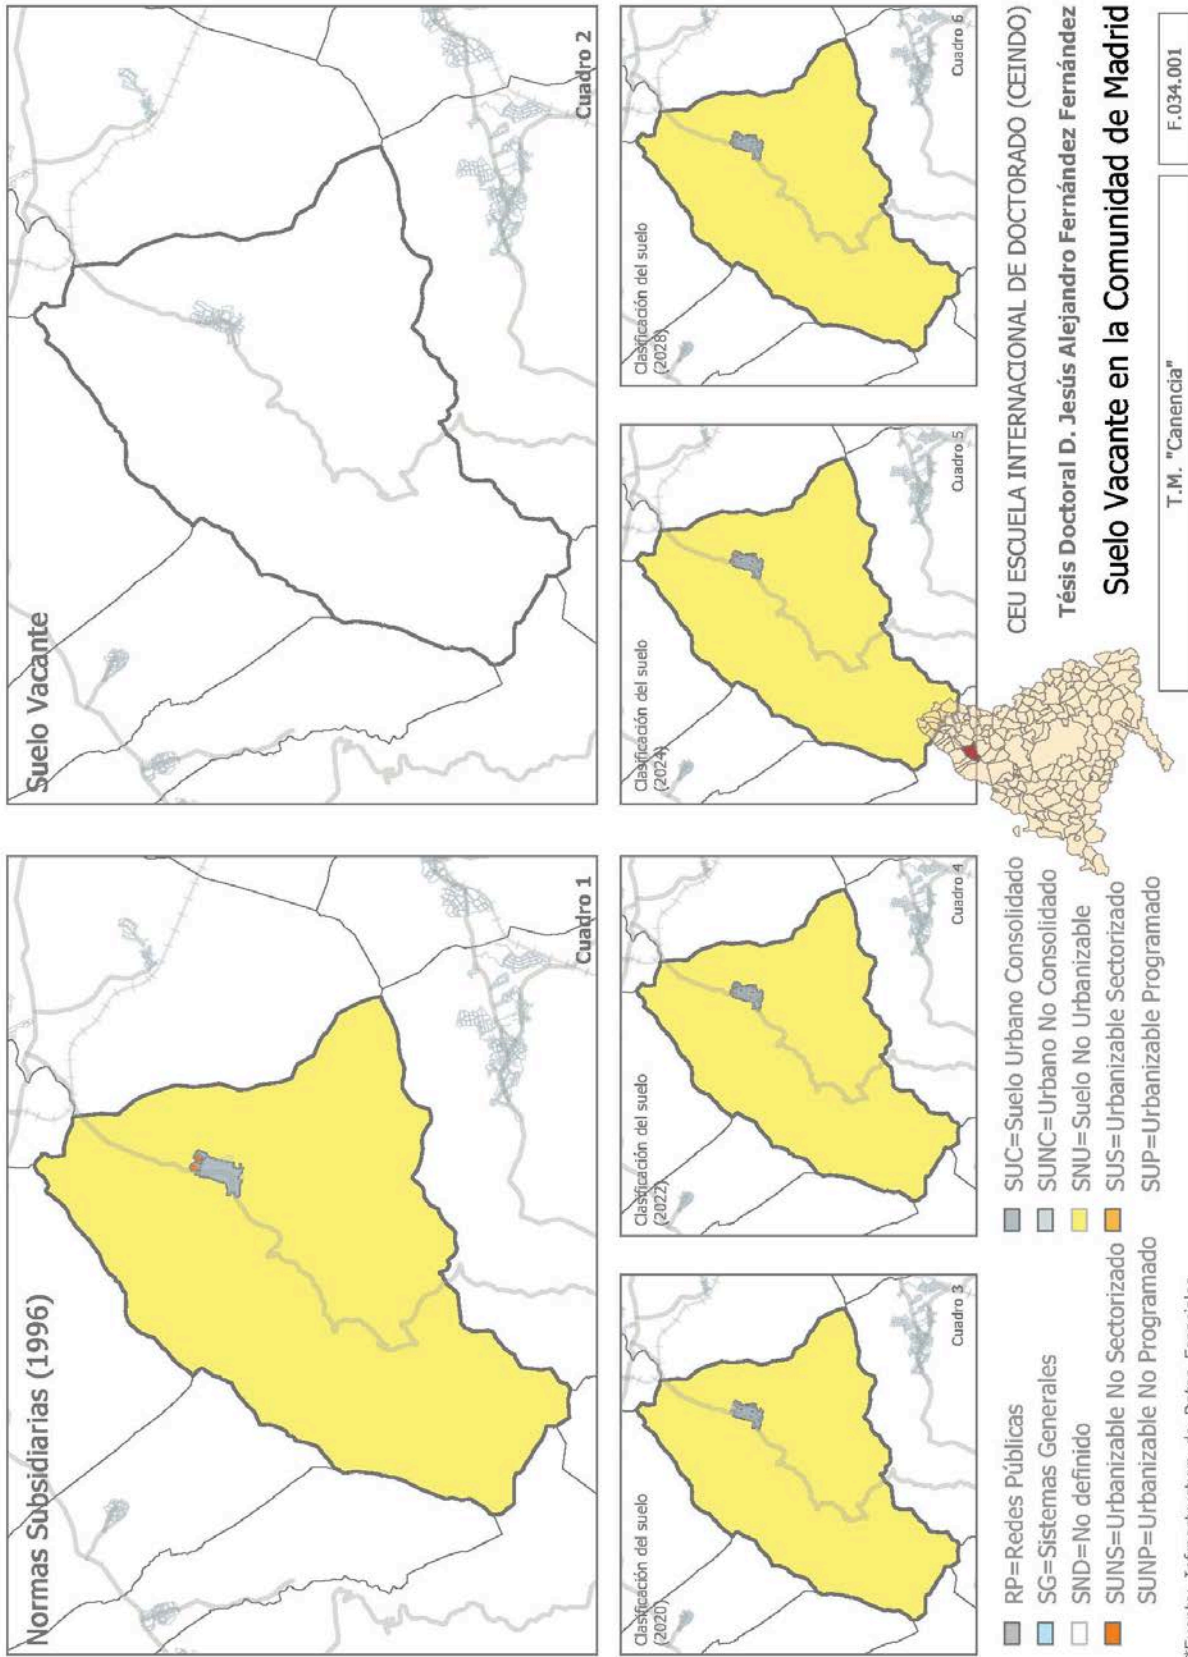 Normas Subsidiarias (1996)
Cuadro 1
Suelo Vacante
Cuadro 2
Clasificación del suelo
(2020)
Cuadro 3
Clasificación del suelo
(2022)
Cuadro 4
Clasificación del suelo
(2024)
Cuadro 5
Clasificación del suelo
(2028)
Cuadro 6
RP=Redes Públicas
SG=Sistemas Generales
SND=No definido
SUNS=Urbanizable No Sectorizado
SUNP=Urbanizable No Programado
SUC=Suelo Urbano Consolidado
SUNC=Urbano No Consolidado
SNU=Suelo No Urbanizable
SUS=Urbanizable Sectorizado
SUP=Urbanizable Programado
CEU ESCUELA INTERNACIONAL DE DOCTORADO (CEINDO)
Tésis Doctoral D. Jesús Alejandro Fernández Fernández
Suelo Vacante en la Comunidad de Madrid
T.M. "Canencia"
F.034.001